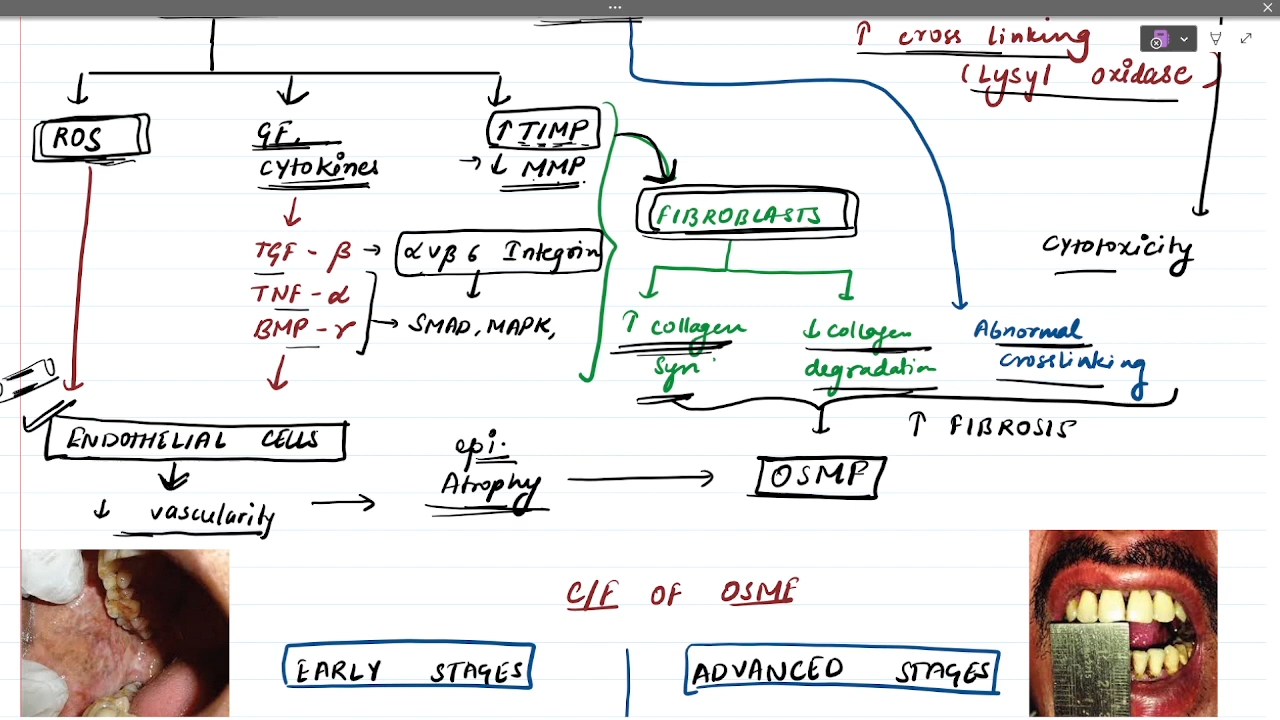 ↑ cross linking
(Lysyl oxidase)
ROS
GF,
cytokines
↑ TIMP
→ ↓ MMP
FIBROBLASTS
cytotoxicity
TGF - β → αvβ6 Integrin
TNF - α
BMP - r → SMAD, MAPK,
↑ collagen
syn
↓ collagen
degradation
Abnormal
crosslinking
↑ FIBROSIS
ENDOTHELIAL CELLS
↓ vascularity →
epi.
Atrophy →
OSMF
C/F OF OSMF
EARLY STAGES
ADVANCED STAGES